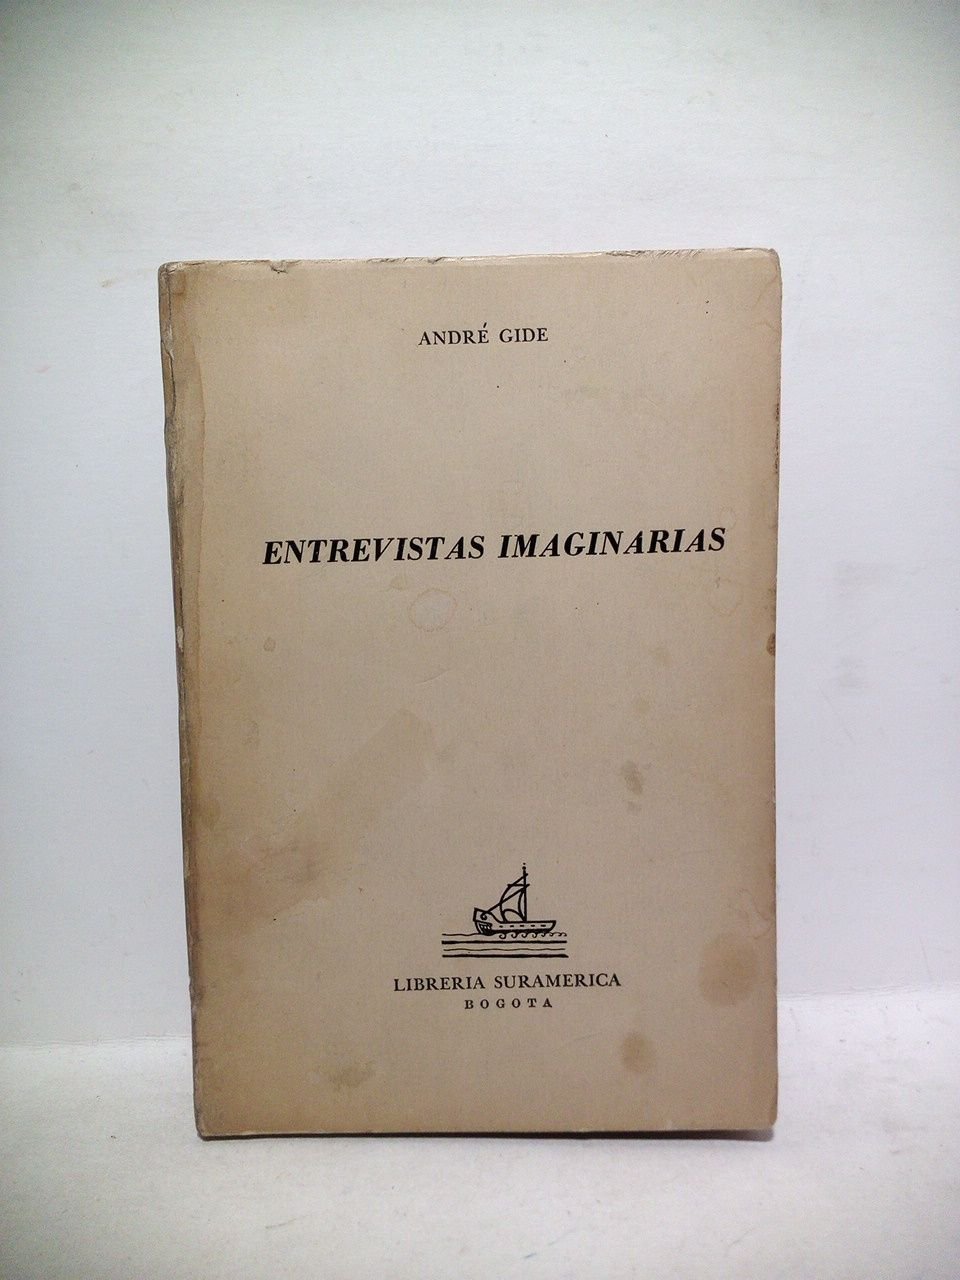 ANDRÉ GIDE
ENTREVISTAS IMAGINARIAS
LIBRERIA SURAMERICA
BOGOTA